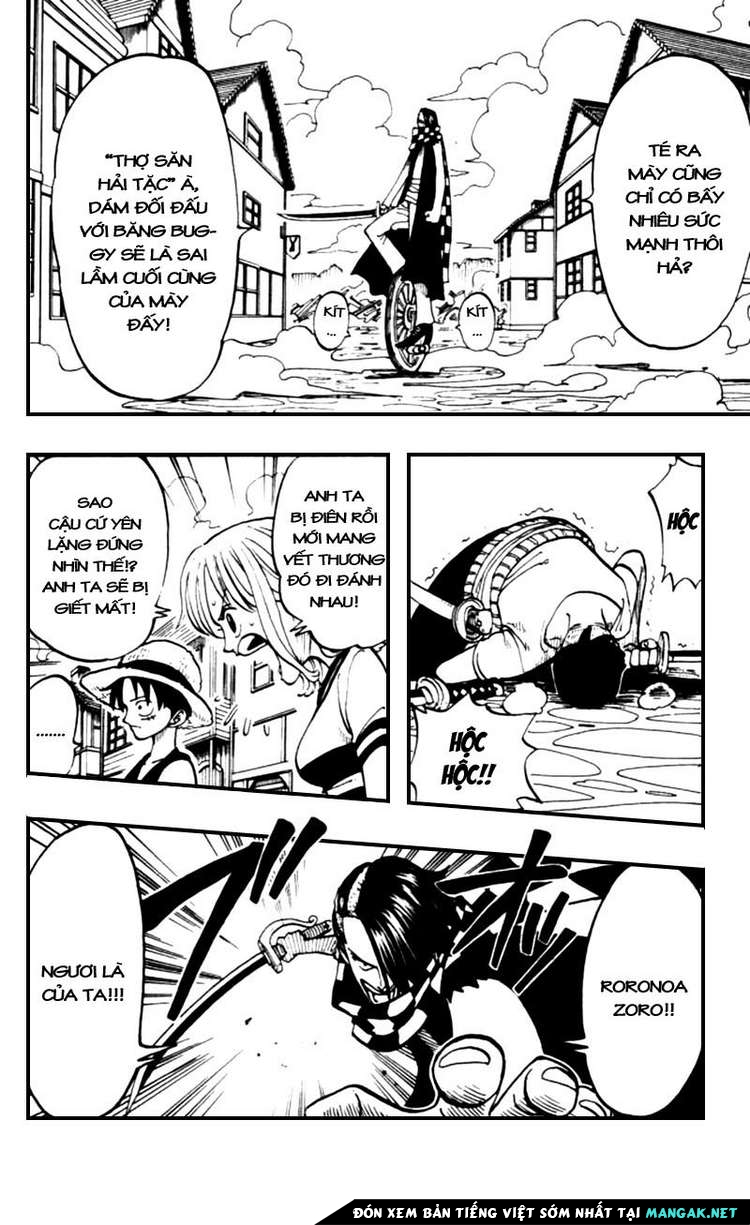 TÉ RA
MÀY CŨNG
CHỈ CÓ BẤY
NHIÊU SỨC
MẠNH THÔI
HẢ?
"THỢ SĂN
HẢI TẶC" À,
DÁM ĐỐI ĐẤU
VỚI BĂNG BUG-
GY SẼ LÀ SAI
LẦM CUỐI CÙNG
CỦA MÀY
ĐẤY!
KÍT
...
KÍT
...
HỘC
HỘC
HỘC!!
ANH TA
BỊ ĐIÊN RỒI
MỚI MANG
VẾT THƯƠNG
ĐÓ ĐI ĐÁNH
NHAU!
SAO
CẬU CỨ YÊN
LẶNG ĐỨNG
NHÌN THẾ!?
ANH TA SẼ BỊ
GIẾT MẤT!
........
RORONOA
ZORO!!
NGƯƠI LÀ
CỦA TA!!!
ĐÓN XEM BẢN TIẾNG VIỆT SỚM NHẤT TẠI MANGAK.NET